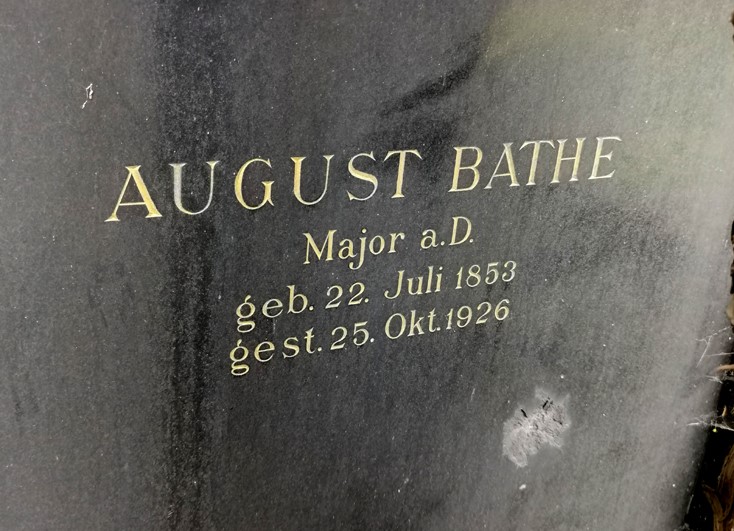 AUGUST BATHE
Major a.D.
geb. 22. Juli 1853
gest. 25. Okt. 1926